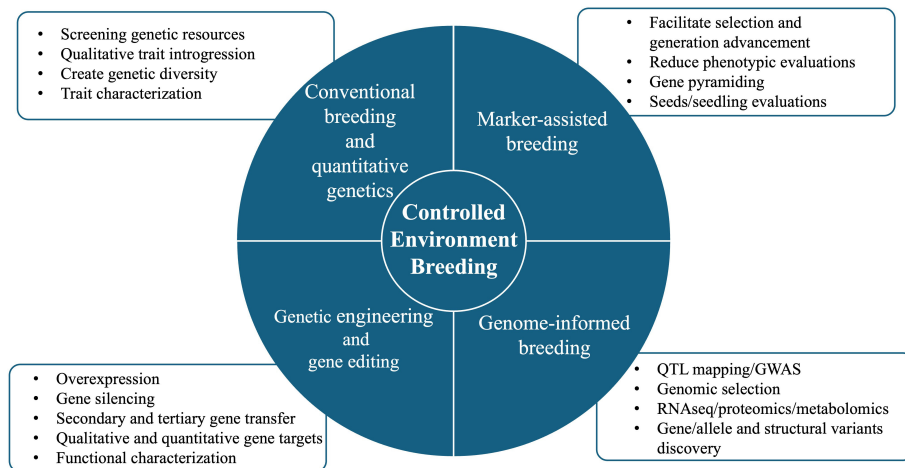 • Screening genetic resources
• Qualitative trait introgression
• Create genetic diversity
• Trait characterization
• Facilitate selection and
generation advancement
• Reduce phenotypic evaluations
• Gene pyramiding
• Seeds/seedling evaluations
Conventional
breeding
and
quantitative
genetics
Marker-assisted
breeding
Controlled
Environment
Breeding
Genetic engineering
and
gene editing
Genome-informed
breeding
• Overexpression
• Gene silencing
• Secondary and tertiary gene transfer
• Qualitative and quantitative gene targets
• Functional characterization
• QTL mapping/GWAS
• Genomic selection
• RNAseq/proteomics/metabolomics
• Gene/allele and structural variants
discovery